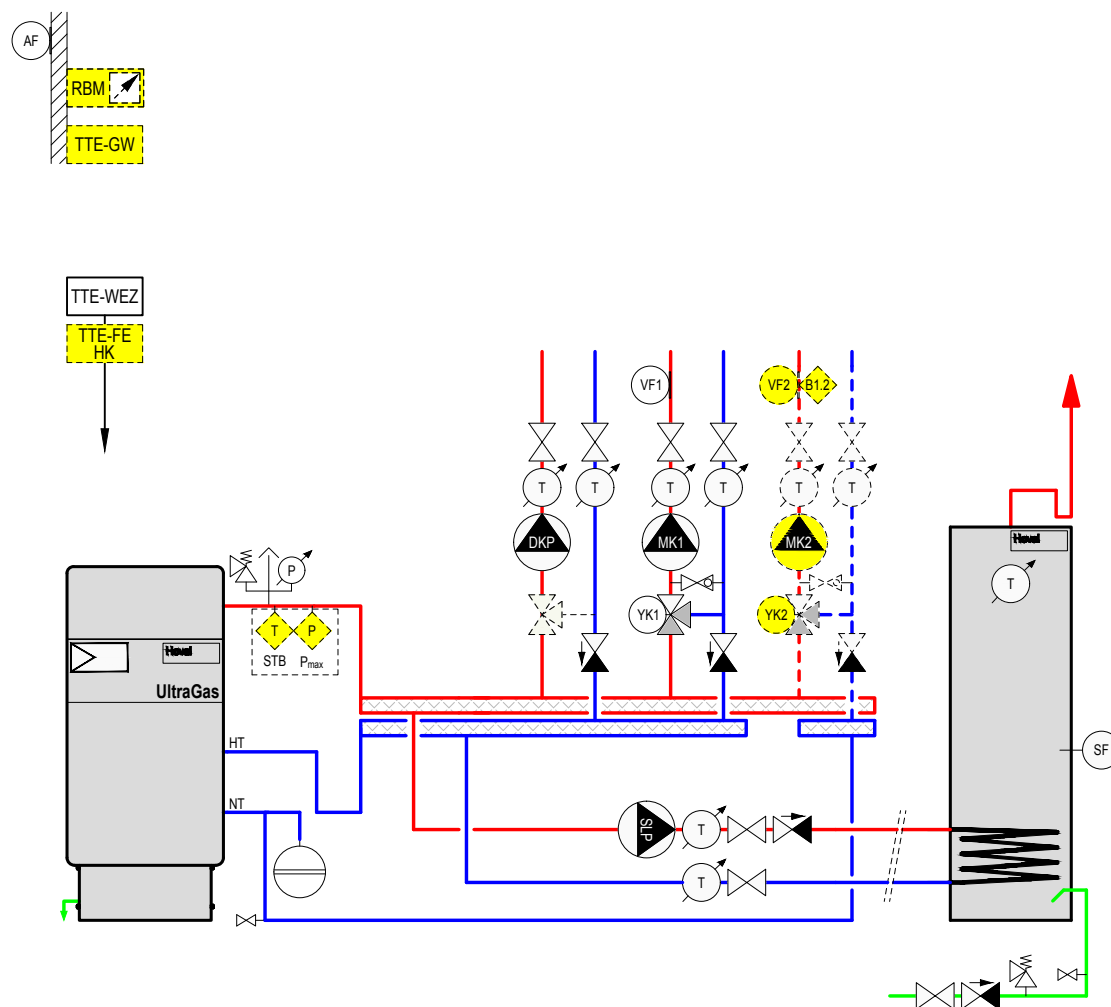 AF
RBM
TTE-GW
TTE-WEZ
TTE-FE
HK
VF1
VF2
B1.2
T
T
T
T
T
T
DKP
MK1
MK2
P
Hoval
T
YK1
YK2
T
P
STB
Pmax
Hoval
UltraGas
HT
SF
NT
SLP
T
T